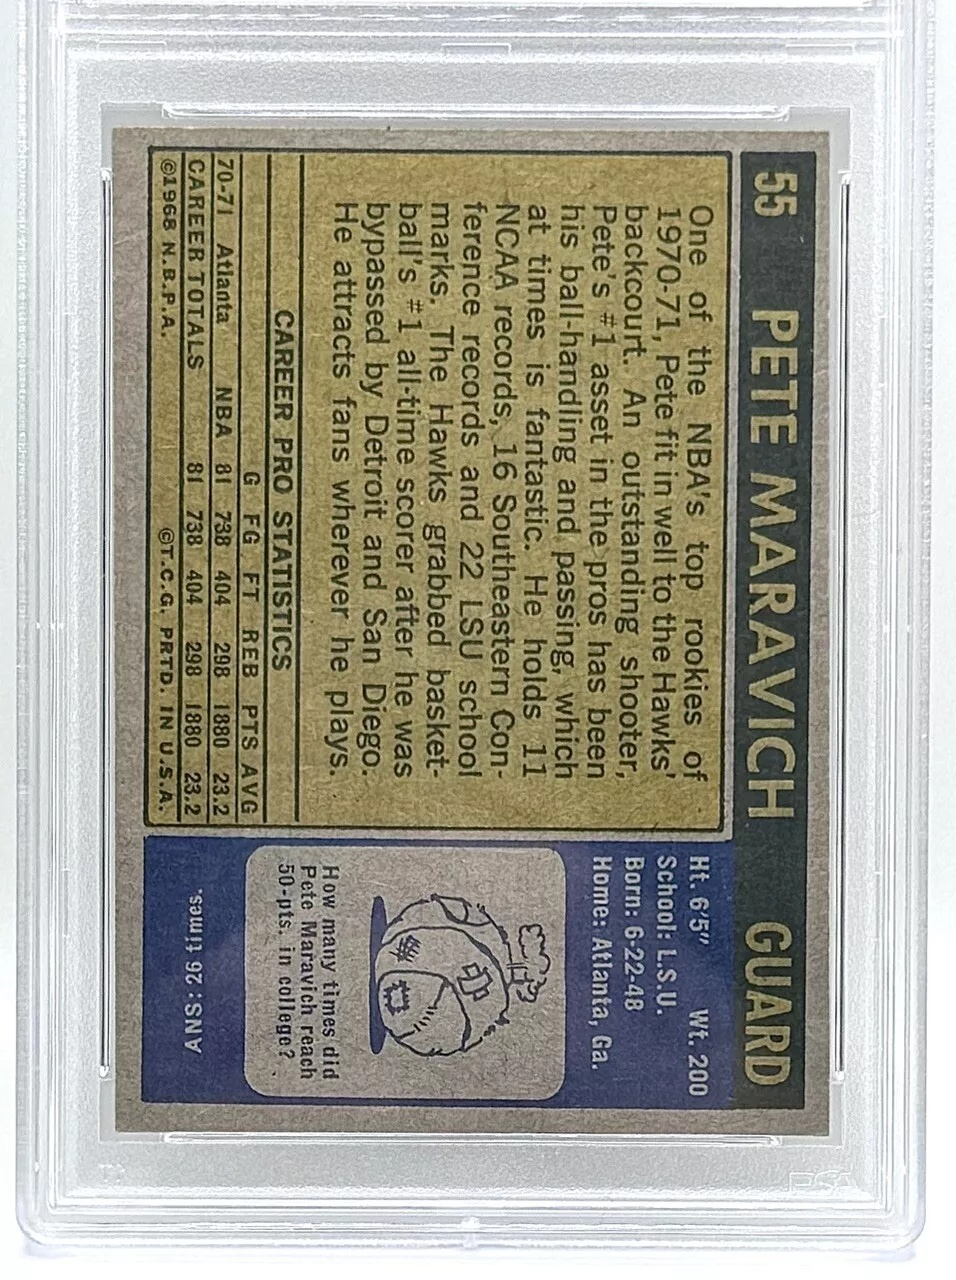 55 PETE MARAVICH GUARD
One of the NBA's top rookies of
1970-71, Pete fit in well to the Hawks'
backcourt. An outstanding shooter,
Pete's #1 asset in the pros has been
his ball-handling and passing, which
at times is fantastic. He holds 11
NCAA records, 16 Southeastern Con-
ference records and 22 LSU school
marks. The Hawks grabbed basket-
ball's #1 all-time scorer after he was
bypassed by Detroit and San Diego.
He attracts fans wherever he plays.
CAREER PRO STATISTICS
G FG FT REB PTS AVG
70-71 Atlanta NBA 81 738 404 298 1880 23.2
CAREER TOTALS 81 738 404 298 1880 23.2
©1968 N.B.P.A. ©T.C.G. PRTD. IN U.S.A.
Ht. 6'5" Wt. 200
School: L.S.U.
Born: 6-22-48
Home: Atlanta, Ga.
How many times did
Pete Maravich reach
50-pts. in college?
ANS: 26 times.
PSA